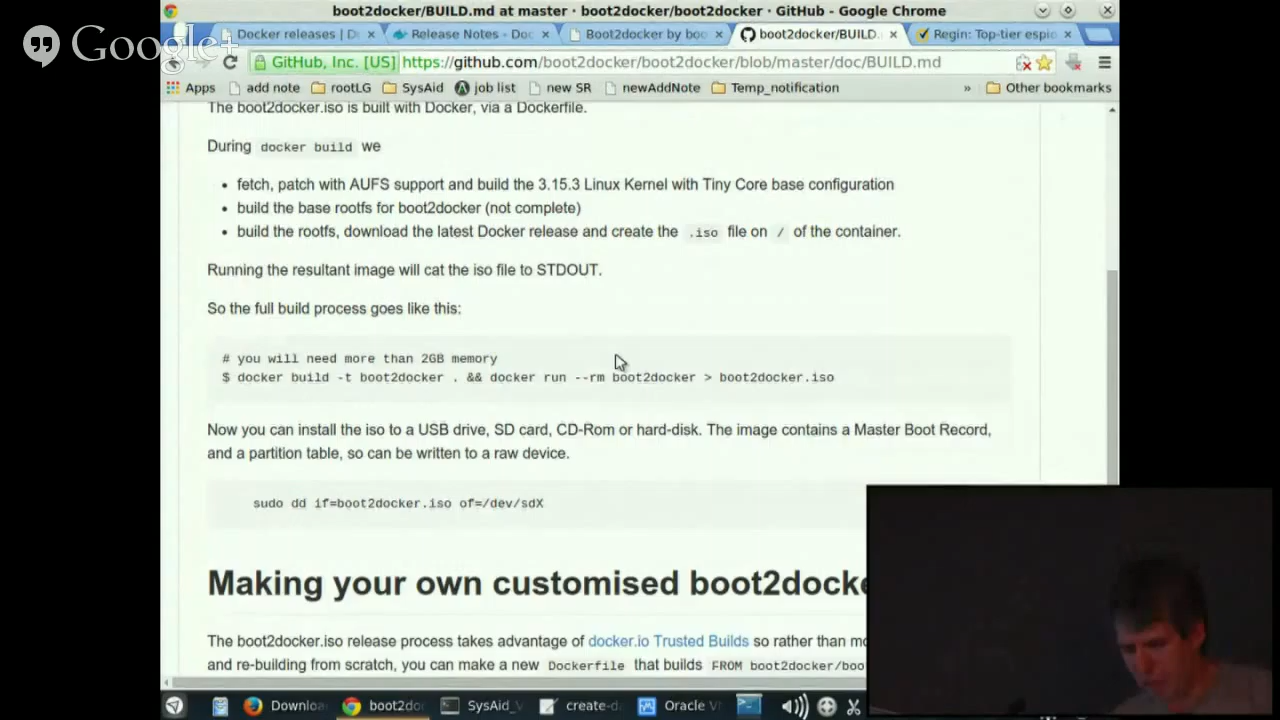 boot2docker/BUILD.md at master · boot2docker/boot2docker · GitHub - Google Chrome
Google+
Docker releases | D
Release Notes - Doc
Boot2docker by boo
boot2docker/BUILD.
Regin: Top-tier espio
GitHub, Inc. [US] https://github.com/boot2docker/boot2docker/blob/master/doc/BUILD.md
Apps add note rootLG SysAid job list new SR newAddNote Temp_notification » Other bookmarks
The boot2docker.iso is built with Docker, via a Dockerfile.
During docker build we
• fetch, patch with AUFS support and build the 3.15.3 Linux Kernel with Tiny Core base configuration
• build the base rootfs for boot2docker (not complete)
• build the rootfs, download the latest Docker release and create the .iso file on / of the container.
Running the resultant image will cat the iso file to STDOUT.
So the full build process goes like this:
# you will need more than 2GB memory
$ docker build -t boot2docker . && docker run --rm boot2docker > boot2docker.iso
Now you can install the iso to a USB drive, SD card, CD-Rom or hard-disk. The image contains a Master Boot Record,
and a partition table, so can be written to a raw device.
sudo dd if=boot2docker.iso of=/dev/sdX
Making your own customised boot2docke
The boot2docker.iso release process takes advantage of docker.io Trusted Builds so rather than mo
and re-building from scratch, you can make a new Dockerfile that builds FROM boot2docker/boo
Downloa boot2do SysAid_V create-d Oracle V